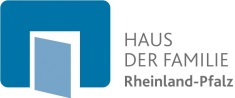 HAUS
DER FAMILIE
Rheinland-Pfalz